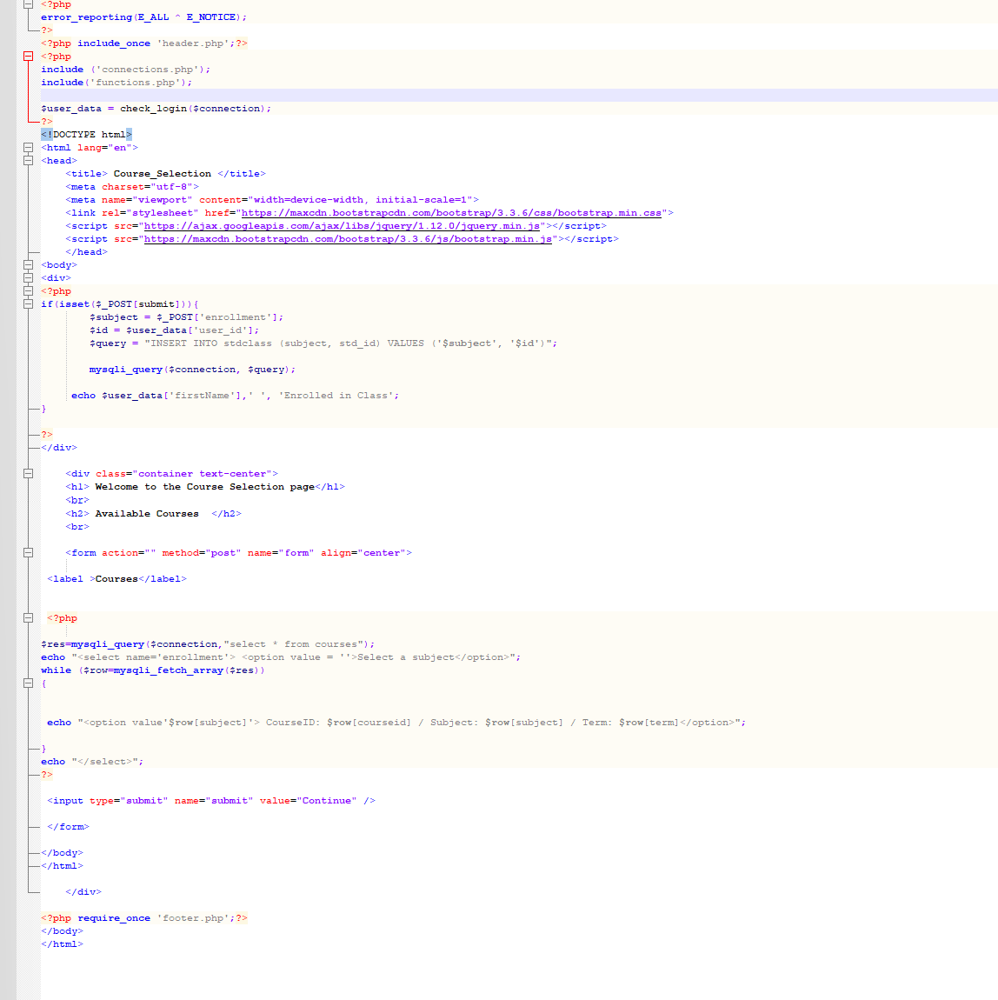 <?php
error_reporting(E_ALL ^ E_NOTICE);
?>
<?php include_once 'header.php';?>
<?php
include ('connections.php');
include('functions.php');
$user_data = check_login($connection);
?>
<!DOCTYPE html>
<html lang="en">
<head>
<title> Course_Selection </title>
<meta charset="utf-8">
<meta name="viewport" content="width=device-width, initial-scale=1">
<link rel="stylesheet" href="https://maxcdn.bootstrapcdn.com/bootstrap/3.3.6/css/bootstrap.min.css">
<script src="https://ajax.googleapis.com/ajax/libs/jquery/1.12.0/jquery.min.js"></script>
<script src="https://maxcdn.bootstrapcdn.com/bootstrap/3.3.6/js/bootstrap.min.js"></script>
</head>
<body>
<div>
<?php
if(isset($_POST[submit])){
$subject = $_POST['enrollment'];
$id = $user_data['user_id'];
$query = "INSERT INTO stdclass (subject, std_id) VALUES ('$subject', '$id')";
mysqli_query($connection, $query);
echo $user_data['firstName'],' ', 'Enrolled in Class';
}
?>
</div>
<div class="container text-center">
<h1> Welcome to the Course Selection page</h1>
<br>
<h2> Available Courses  </h2>
<br>
<form action="" method="post" name="form" align="center">
<label >Courses</label>
<?php
$res=mysqli_query($connection,"select * from courses");
echo "<select name='enrollment'> <option value = ''>Select a subject</option>";
while ($row=mysqli_fetch_array($res))
{
echo "<option value'$row[subject]'> CourseID: $row[courseid] / Subject: $row[subject] / Term: $row[term]</option>";
}
echo "</select>";
?>
<input type="submit" name="submit" value="Continue" />
</form>
</body>
</html>
</div>
<?php require_once 'footer.php';?>
</body>
</html>